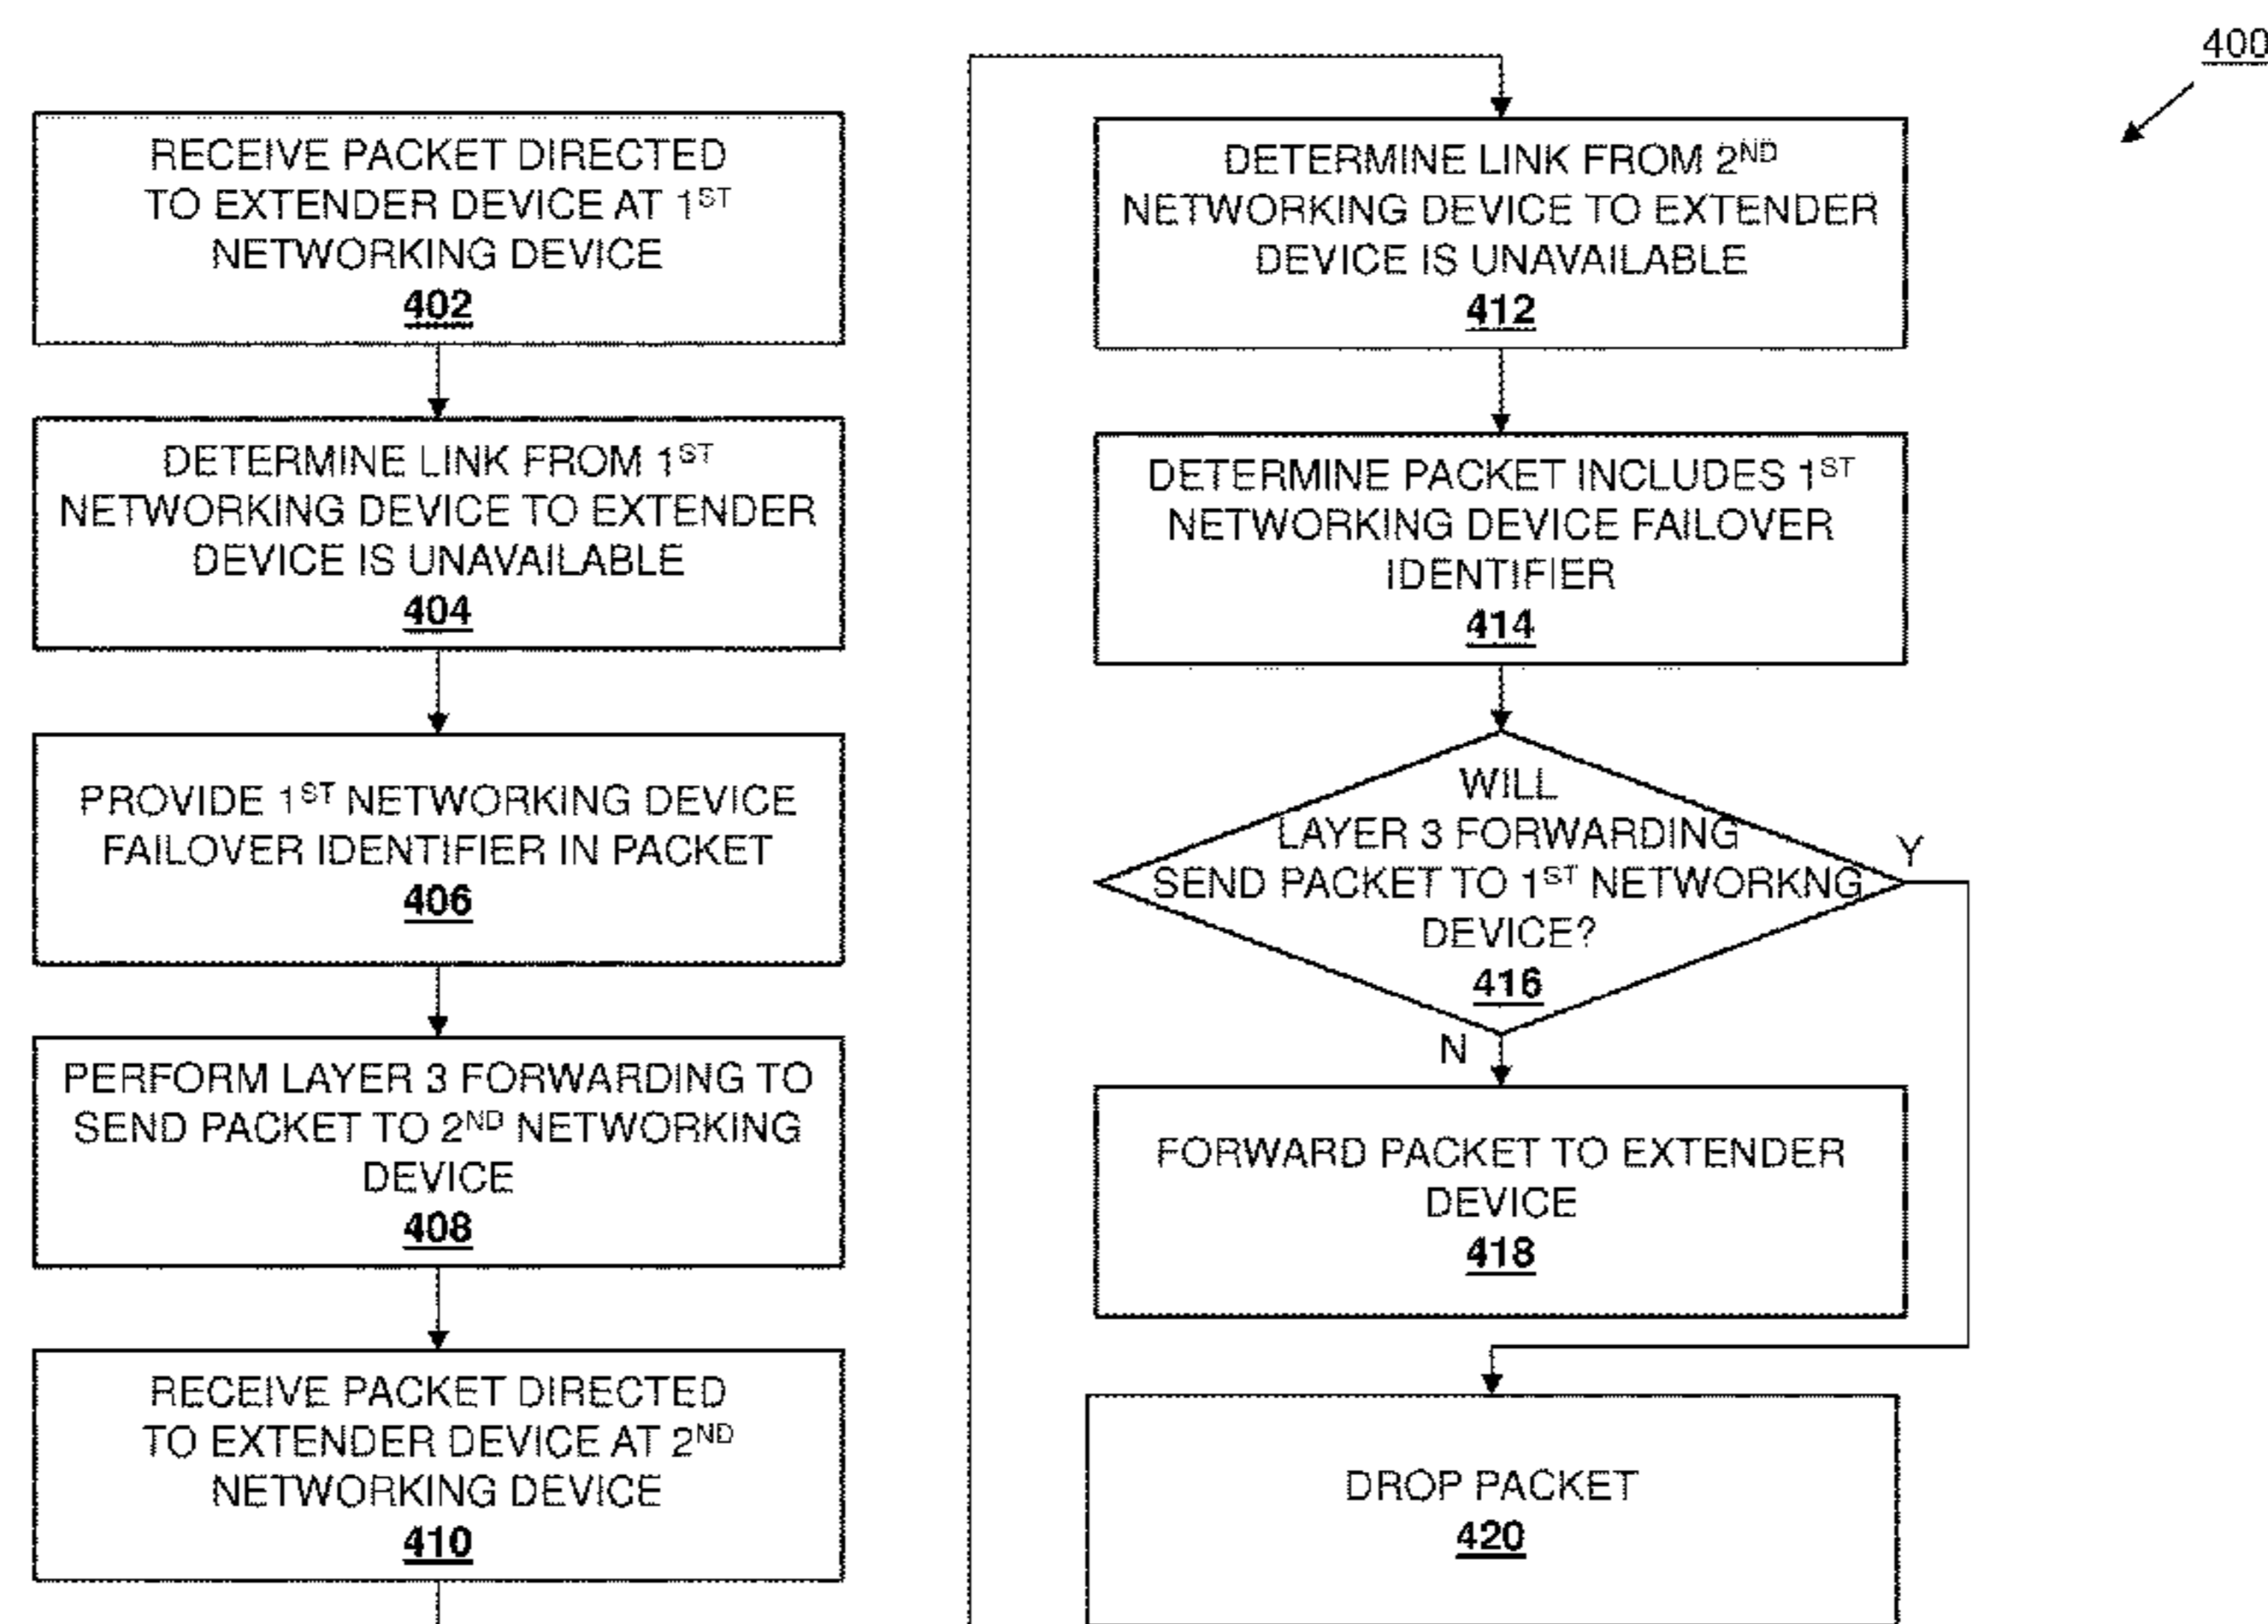 400
RECEIVE PACKET DIRECTED
TO EXTENDER DEVICE AT 1ST
NETWORKING DEVICE
402
DETERMINE LINK FROM 1ST
NETWORKING DEVICE TO EXTENDER
DEVICE IS UNAVAILABLE
404
PROVIDE 1ST NETWORKING DEVICE
FAILOVER IDENTIFIER IN PACKET
406
PERFORM LAYER 3 FORWARDING TO
SEND PACKET TO 2ND NETWORKING
DEVICE
408
RECEIVE PACKET DIRECTED
TO EXTENDER DEVICE AT 2ND
NETWORKING DEVICE
410
DETERMINE LINK FROM 2ND
NETWORKING DEVICE TO EXTENDER
DEVICE IS UNAVAILABLE
412
DETERMINE PACKET INCLUDES 1ST
NETWORKING DEVICE FAILOVER
IDENTIFIER
414
WILL
LAYER 3 FORWARDING
SEND PACKET TO 1ST NETWORKNG
DEVICE?
416
Y
N
FORWARD PACKET TO EXTENDER
DEVICE
418
DROP PACKET
420